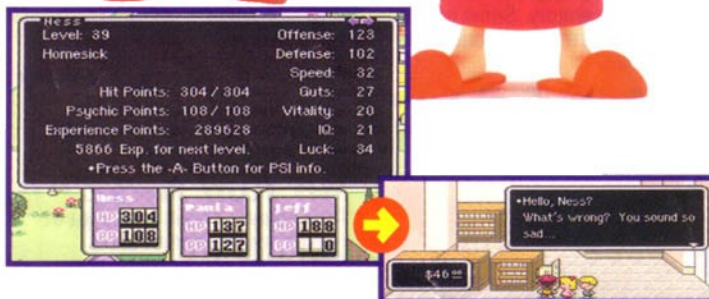 Ness
Level: 39 Offense: 123
Homesick Defense: 102
Speed: 32
Hit Points: 304 / 304 Guts: 27
Psychic Points: 108 / 108 Vitality: 20
Experience Points: 289628 IQ: 21
5866 Exp. for next level. Luck: 34
•Press the -A- Button for PSI info.
Ness Paula Jeff
HP 304 HP 137 HP 188
PP 108 PP 127 PP 0
•Hello, Ness?
What's wrong? You sound so
sad...
$46 00